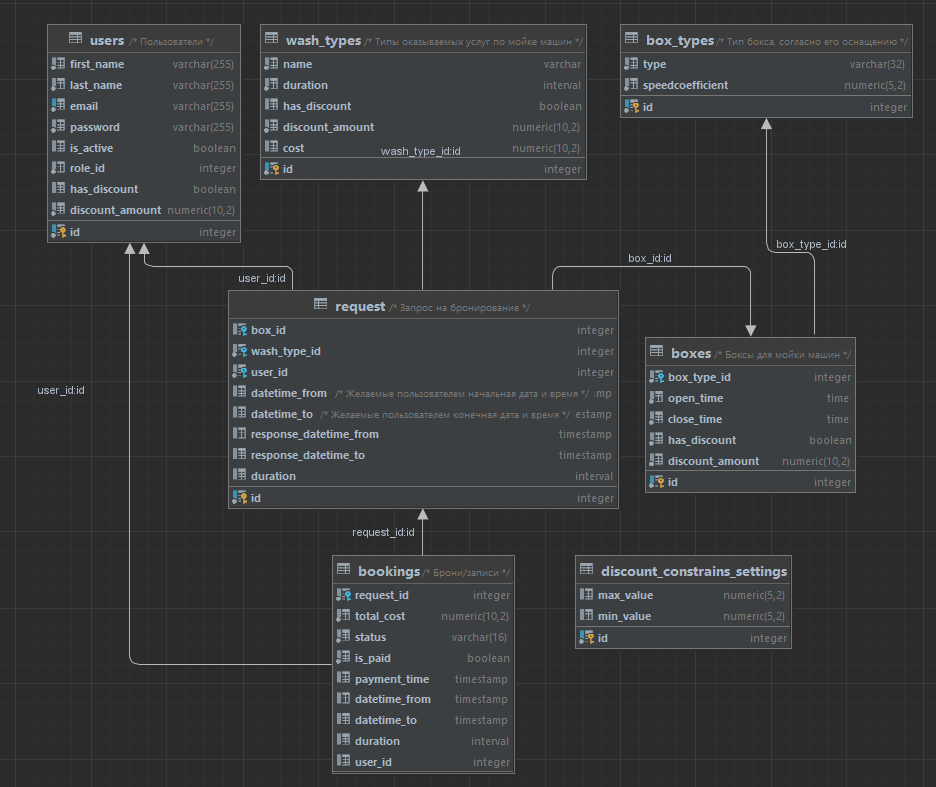 users /* Пользователи */
first_name varchar(255)
last_name varchar(255)
email varchar(255)
password varchar(255)
is_active boolean
role_id integer
has_discount boolean
discount_amount numeric(10,2)
id integer
wash_types /* Типы оказываемых услуг по мойке машин */
name varchar
duration interval
has_discount boolean
discount_amount numeric(10,2)
cost numeric(10,2)
wash_type_id:id
id integer
box_types /* Тип бокса, согласно его оснащению */
type varchar(32)
speedcoefficient numeric(5,2)
id integer
box_type_id:id
box_id:id
user_id:id
request /* Запрос на бронирование */
box_id integer
wash_type_id integer
user_id integer
datetime_from /* Желаемые пользователем начальная дата и время */ :mp
datetime_to /* Желаемые пользователем конечная дата и время */ :estamp
response_datetime_from timestamp
response_datetime_to timestamp
duration interval
id integer
boxes /* Боксы для мойки машин */
box_type_id integer
open_time time
close_time time
has_discount boolean
discount_amount numeric(10,2)
id integer
user_id:id
request_id:id
bookings /* Брони/записи */
request_id integer
total_cost numeric(10,2)
status varchar(16)
is_paid boolean
payment_time timestamp
datetime_from timestamp
datetime_to timestamp
duration interval
user_id integer
discount_constrains_settings
max_value numeric(5,2)
min_value numeric(5,2)
id integer